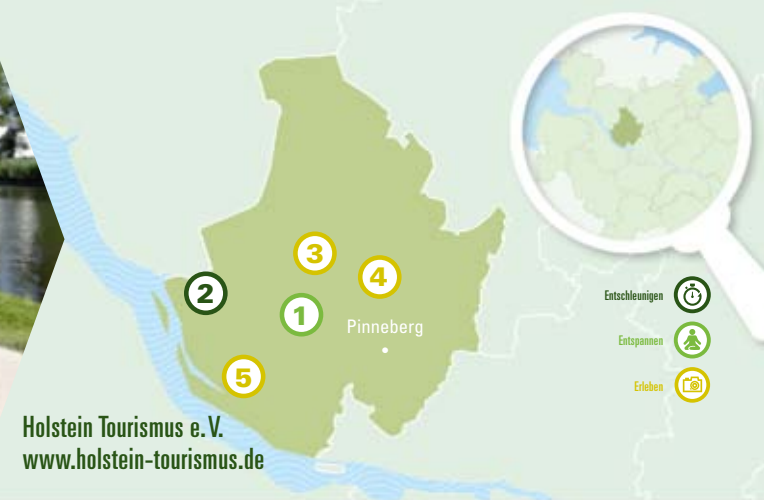 3
4
2
1
Entschleunigen
Pinneberg
Entspannen
5
Erleben
Holstein Tourismus e. V.
www.holstein-tourismus.de